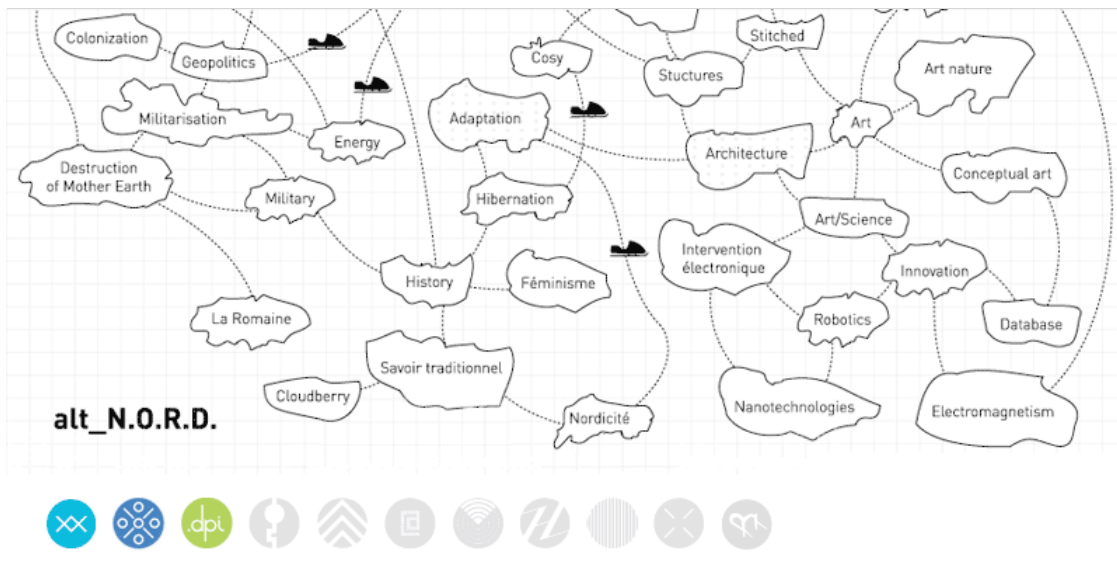 Colonization
Geopolitics
Cosy
Stitched
Stuctures
Art nature
Militarisation
Energy
Adaptation
Art
Architecture
Destruction
of Mother Earth
Military
Hibernation
Conceptual art
Art/Science
Intervention
électronique
Innovation
History
Féminisme
La Romaine
Robotics
Database
Savoir traditionnel
Cloudberry
Nordicité
Nanotechnologies
Electromagnetism
alt_N.O.R.D.
.dpi